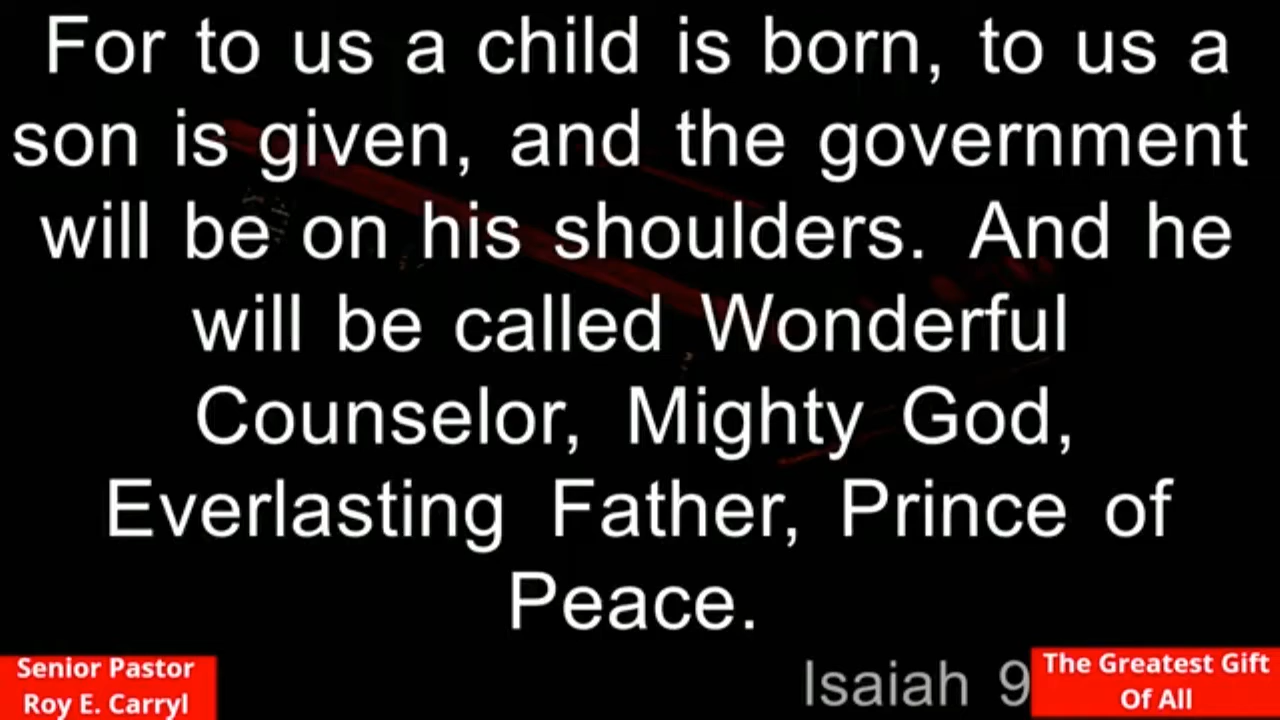 For to us a child is born, to us a
son is given, and the government
will be on his shoulders. And he
will be called Wonderful
Counselor, Mighty God,
Everlasting Father, Prince of
Peace.
Isaiah 9
Senior Pastor
Roy E. Carryl
The Greatest Gift
Of All